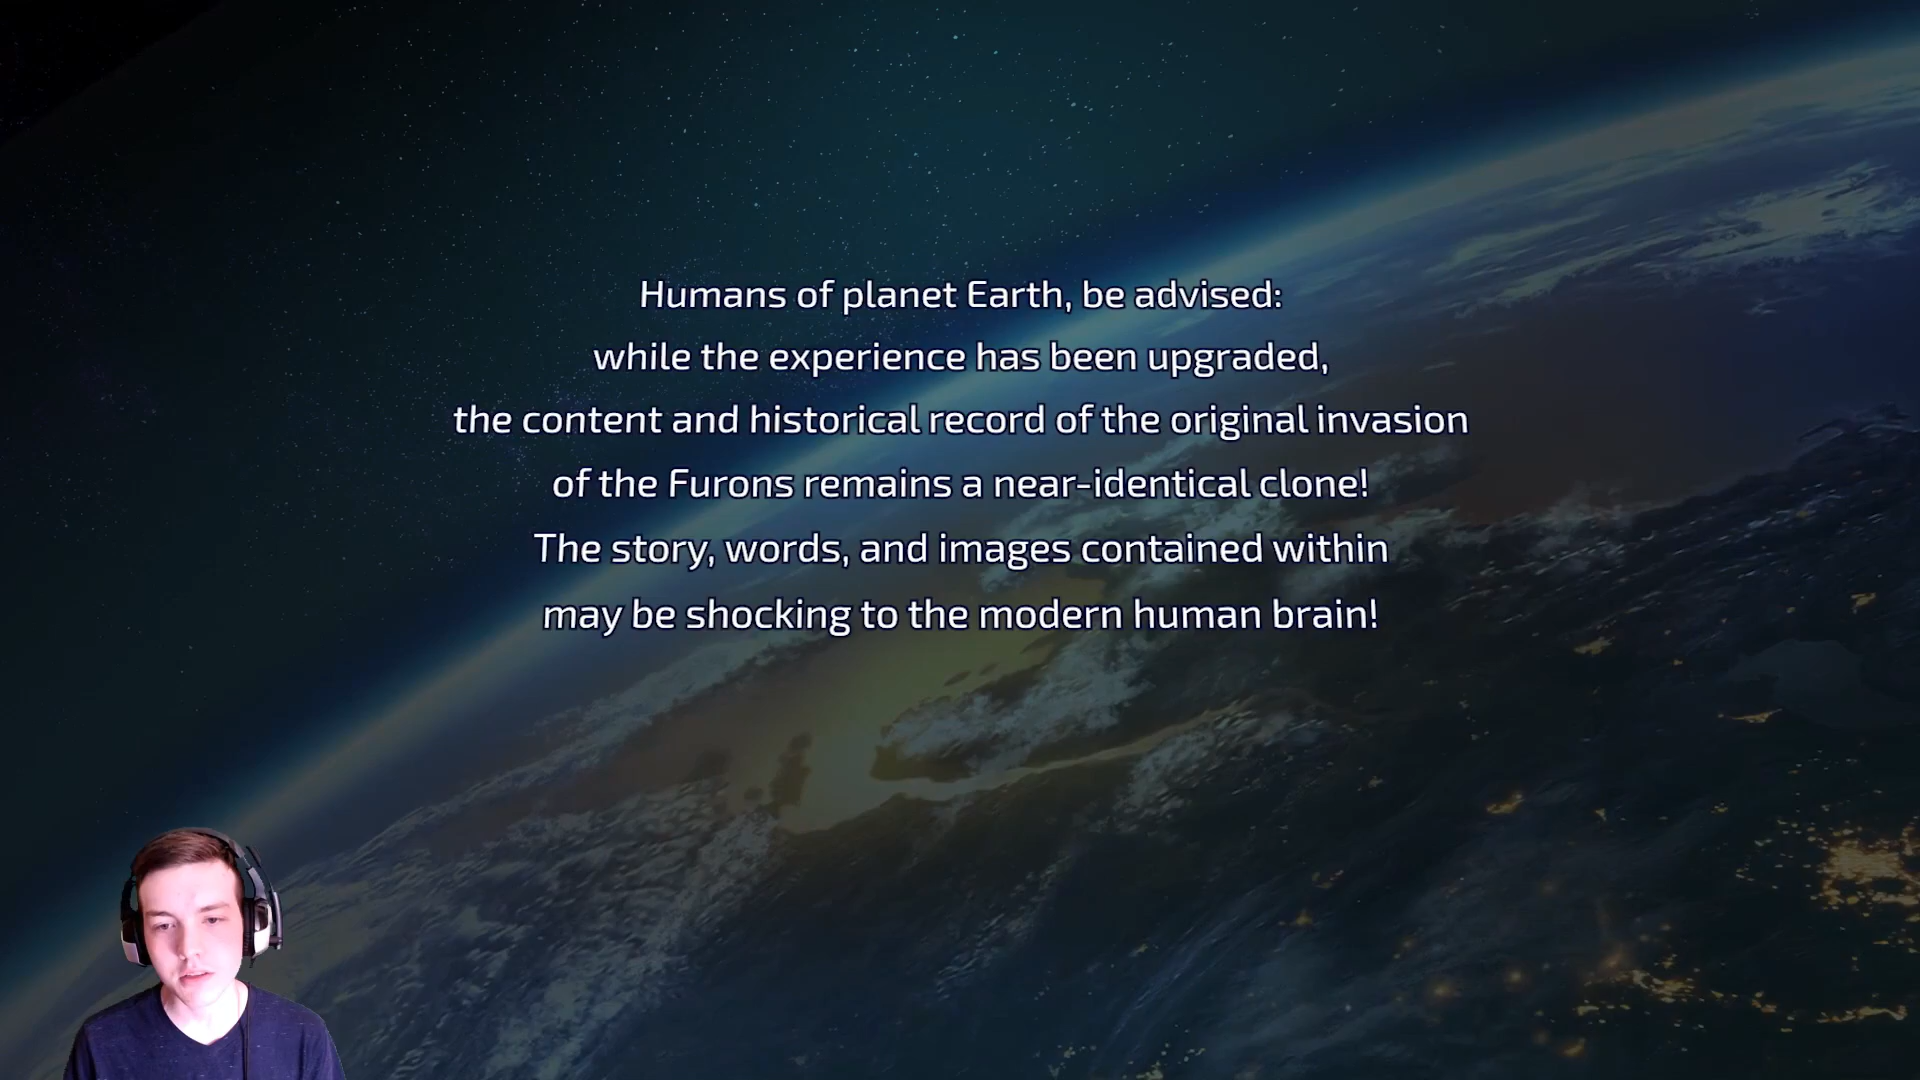 Humans of planet Earth, be advised:
while the experience has been upgraded,
the content and historical record of the original invasion
of the Furons remains a near-identical clone!
The story, words, and images contained within
may be shocking to the modern human brain!